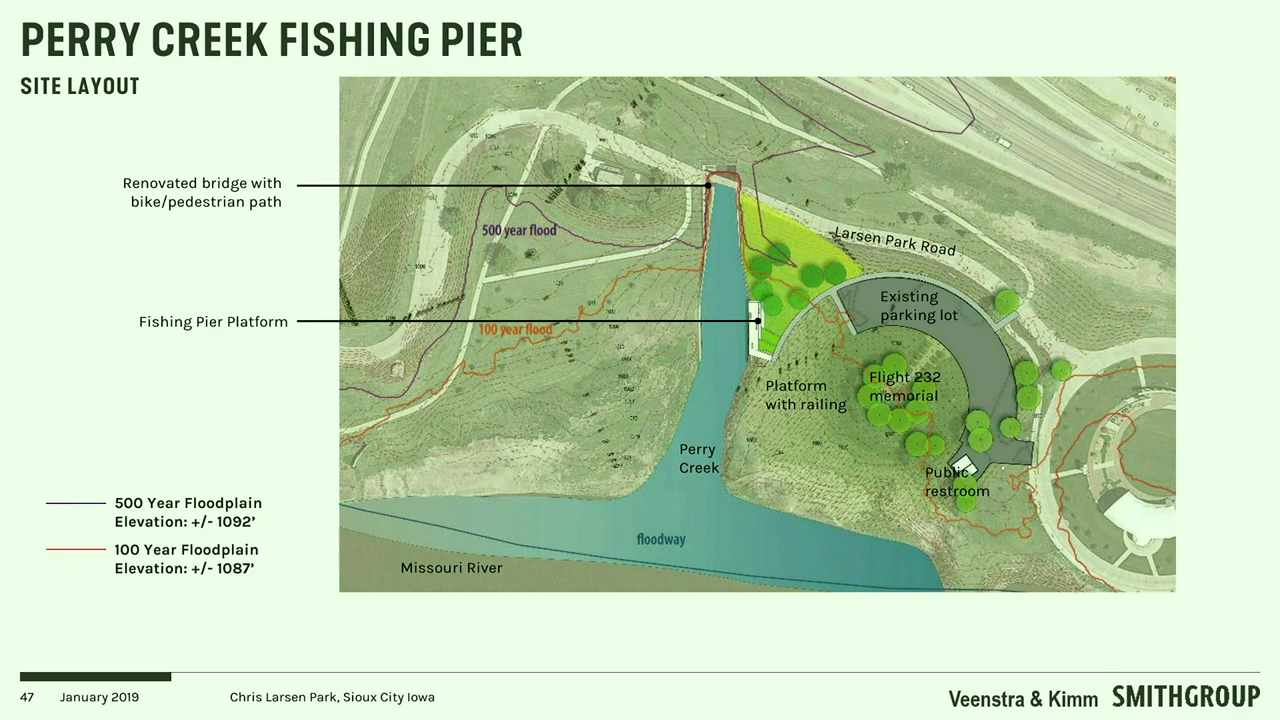 PERRY CREEK FISHING PIER
SITE LAYOUT
Renovated bridge with
bike/pedestrian path
500 year flood
Larsen Park Road
Existing
parking lot
Fishing Pier Platform
100 year flood
Flight 232
memorial
Platform
with railing
Perry
Creek
Public
restroom
500 Year Floodplain
Elevation: +/- 1092’
100 Year Floodplain
Elevation: +/- 1087’
floodway
Missouri River
47 January 2019 Chris Larsen Park, Sioux City Iowa
Veenstra & Kimm SMITHGROUP